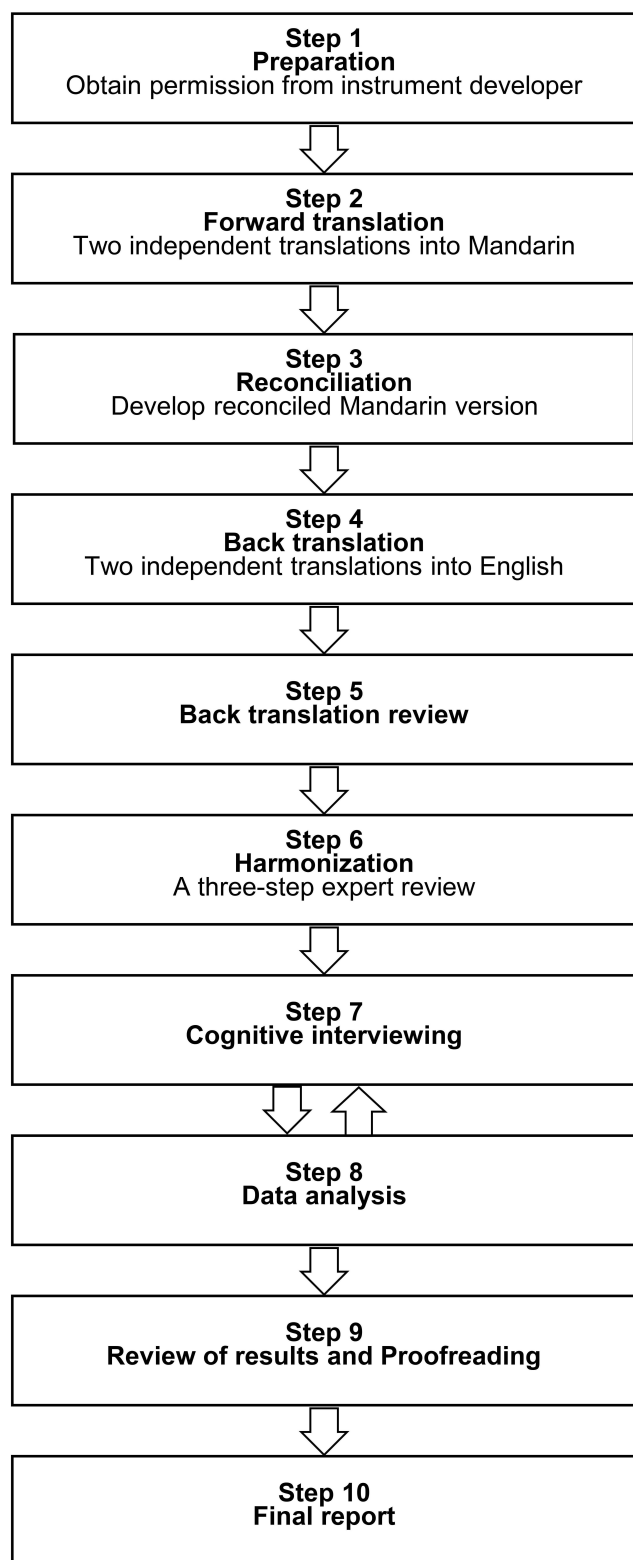 Step 1
Preparation
Obtain permission from instrument developer
Step 2
Forward translation
Two independent translations into Mandarin
Step 3
Reconciliation
Develop reconciled Mandarin version
Step 4
Back translation
Two independent translations into English
Step 5
Back translation review
Step 6
Harmonization
A three-step expert review
Step 7
Cognitive interviewing
Step 8
Data analysis
Step 9
Review of results and Proofreading
Step 10
Final report